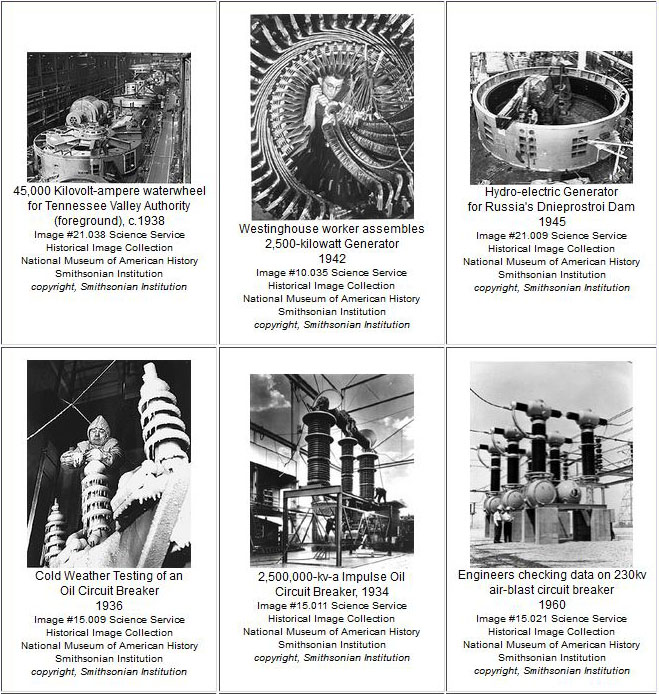 45,000 Kilovolt-ampere waterwheel
for Tennessee Valley Authority
(foreground), c.1938
Image #21.038 Science Service
Historical Image Collection
National Museum of American History
Smithsonian Institution
copyright, Smithsonian Institution
Westinghouse worker assembles
2,500-kilowatt Generator
1942
Image #10.035 Science Service
Historical Image Collection
National Museum of American History
Smithsonian Institution
copyright, Smithsonian Institution
Hydro-electric Generator
for Russia's Dnieprostroi Dam
1945
Image #21.009 Science Service
Historical Image Collection
National Museum of American History
Smithsonian Institution
copyright, Smithsonian Institution
Cold Weather Testing of an
Oil Circuit Breaker
1936
Image #15.009 Science Service
Historical Image Collection
National Museum of American History
Smithsonian Institution
copyright, Smithsonian Institution
2,500,000-kv-a Impulse Oil
Circuit Breaker, 1934
Image #15.011 Science Service
Historical Image Collection
National Museum of American History
Smithsonian Institution
copyright, Smithsonian Institution
Engineers checking data on 230kv
air-blast circuit breaker
1960
Image #15.021 Science Service
Historical Image Collection
National Museum of American History
Smithsonian Institution
copyright, Smithsonian Institution